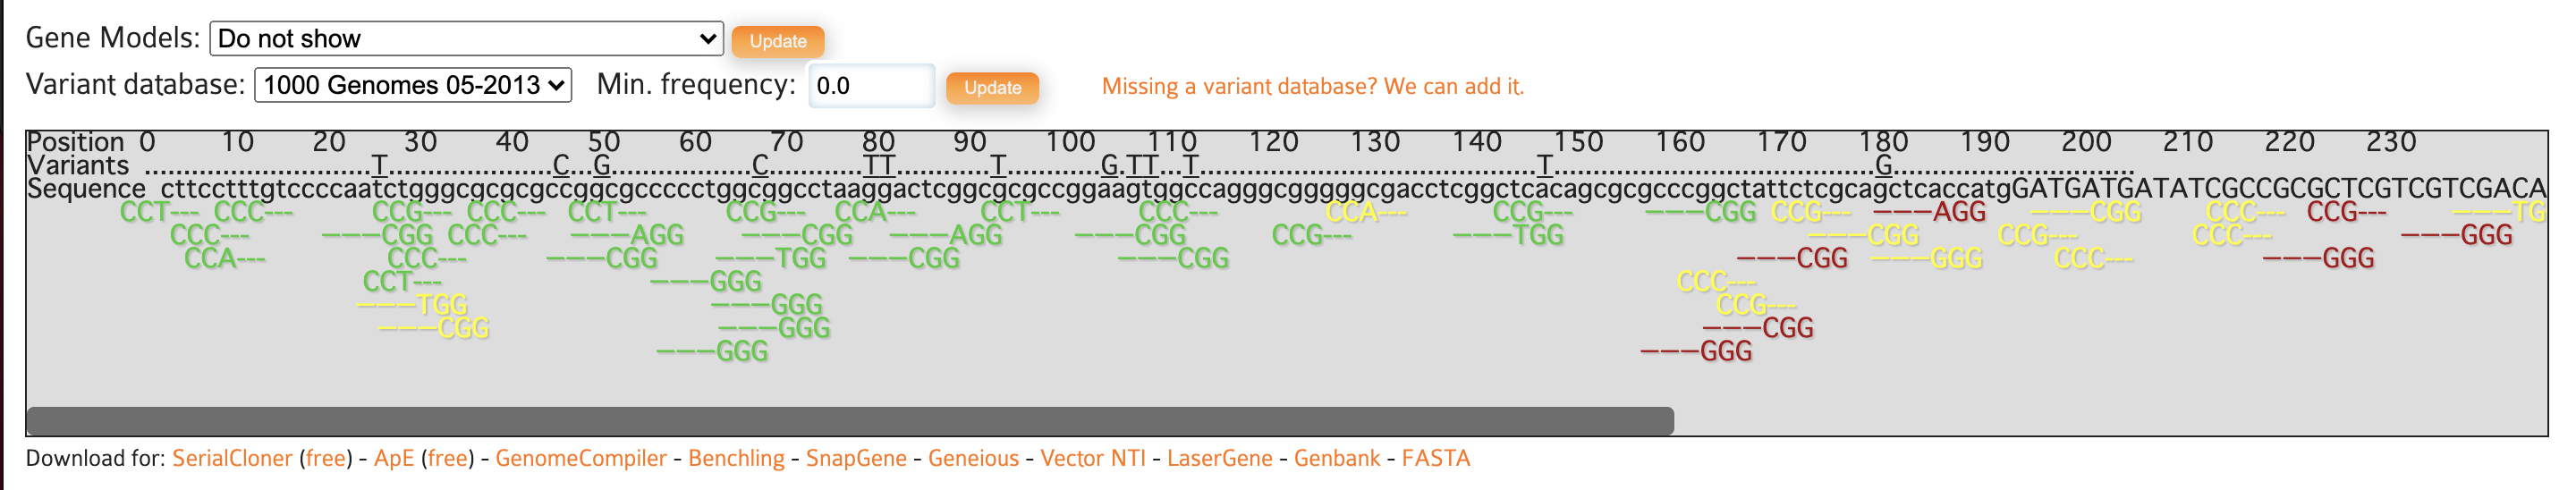 Gene Models: Do not show Update
Variant database: 1000 Genomes 05-2013 Min. frequency: 0.0 Update Missing a variant database? We can add it.
Position 0 10 20 30 40 50 60 70 80 90 100 110 120 130 140 150 160 170 180 190 200 210 220 230
Variants .........................T...................C...G.................C............TT............T............G.TT....T.......................................T......................................G...........................
Sequence cttcctttgtccccaatctgggcgcgcgccggcgccccctggcggcctaaggactcggcgcgccggaagtggccagggcgggggcgacctcggctcacagcgcgcccggctattctcgcagctcaccatgGATGATGATATCGCCGCGCTCGTCGTCGACA
CCT--- CCC--- CCG--- CCC--- CCT--- CCG--- CCA--- CCT--- CCC--- CCA--- CCG--- ---CGG CCG--- ---AGG ---CGG CCC--- CCG--- ---TG
CCC--- ---CGG CCC--- ---AGG ---CGG ---AGG ---CGG CCG--- ---TGG ---CGG CCG--- CCC--- ---GGG
CCA--- CCC--- ---CGG ---TGG ---CGG ---CGG ---CGG ---GGG CCC--- ---GGG
CCT--- ---GGG CCC---
---TGG ---GGG CCG---
---CGG ---GGG ---CGG
---GGG ---GGG
Download for: SerialCloner (free) - ApE (free) - GenomeCompiler - Benchling - SnapGene - Geneious - Vector NTI - LaserGene - Genbank - FASTA